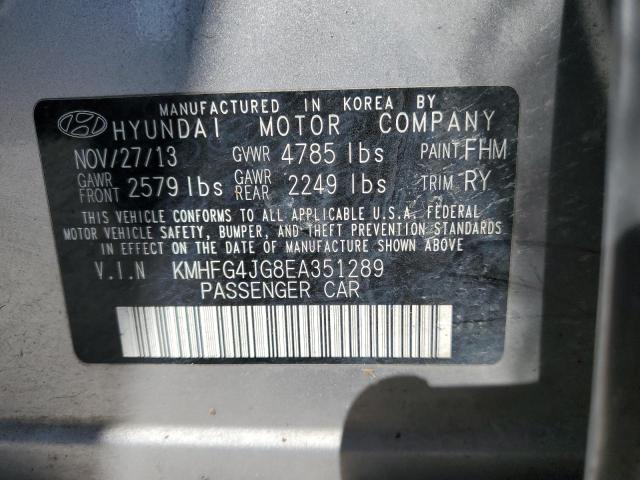 MANUFACTURED IN KOREA BY
HYUNDAI MOTOR COMPANY
NOV/27/13 GVWR 4785 lbs PAINT:FHM
GAWR FRONT 2579 lbs GAWR REAR 2249 lbs TRIM:RY
THIS VEHICLE CONFORMS TO ALL APPLICABLE U.S.A. FEDERAL
MOTOR VEHICLE SAFETY, BUMPER, AND THEFT PREVENTION STANDARDS
IN EFFECT ON THE DATE OF MANUFACTURE SHOWN ABOVE
V.I.N KMHFG4JG8EA351289
PASSENGER CAR